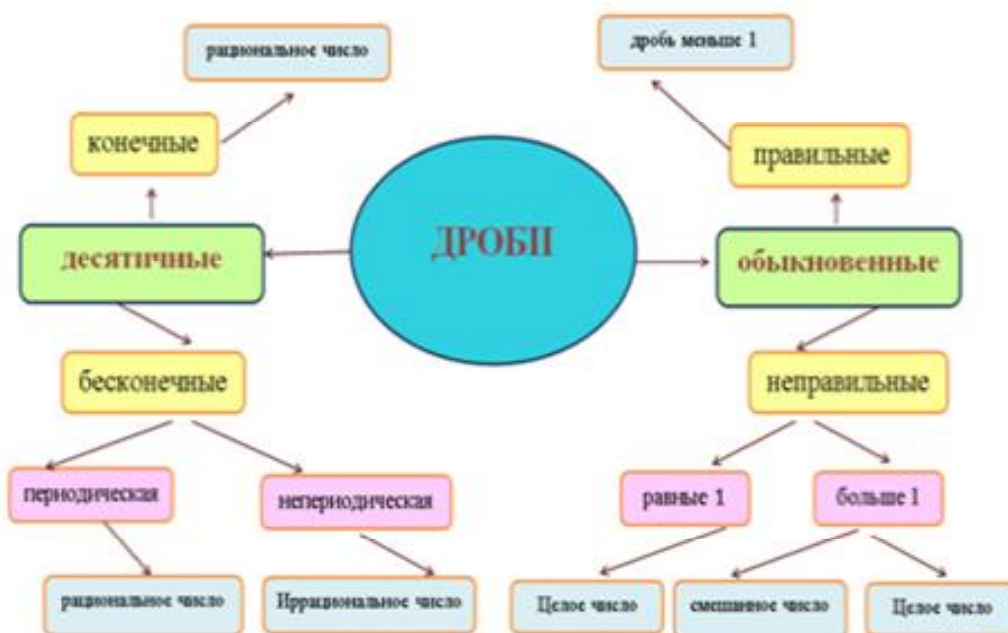 рациональное число
дробь меньше 1
конечные
правильные
ДРОБИ
десятичные
обыкновенные
бесконечные
неправильные
периодическая
непериодическая
равные 1
больше 1
рациональное число
Иррациональное число
Целое число
смешанное число
Целое число